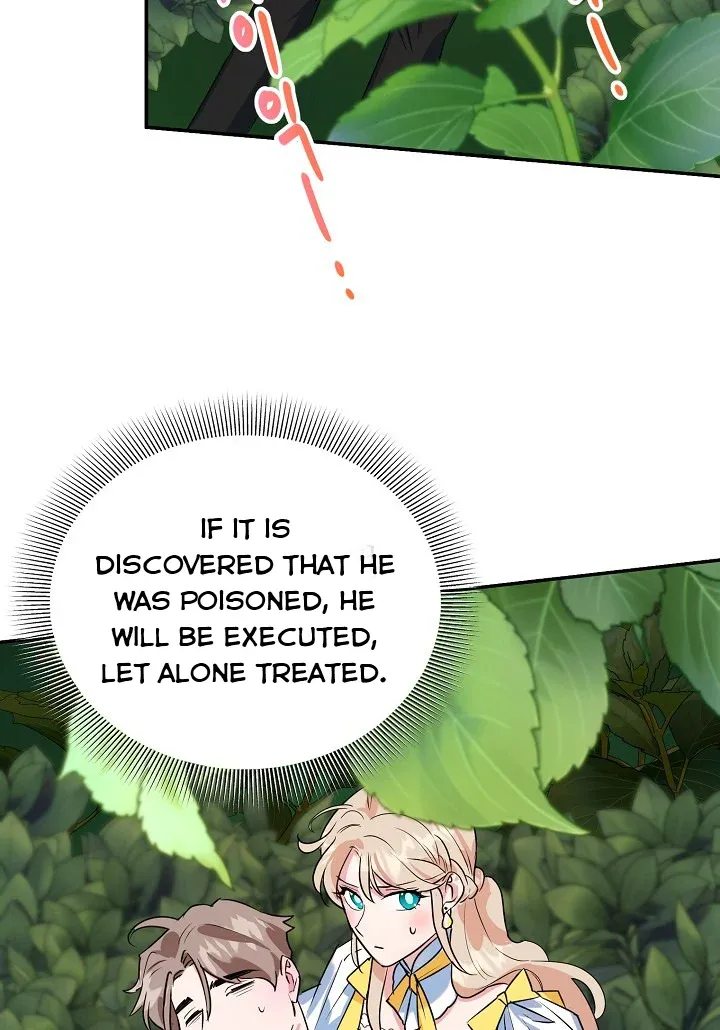 IF IT IS
DISCOVERED THAT HE
WAS POISONED, HE
WILL BE EXECUTED,
LET ALONE TREATED.